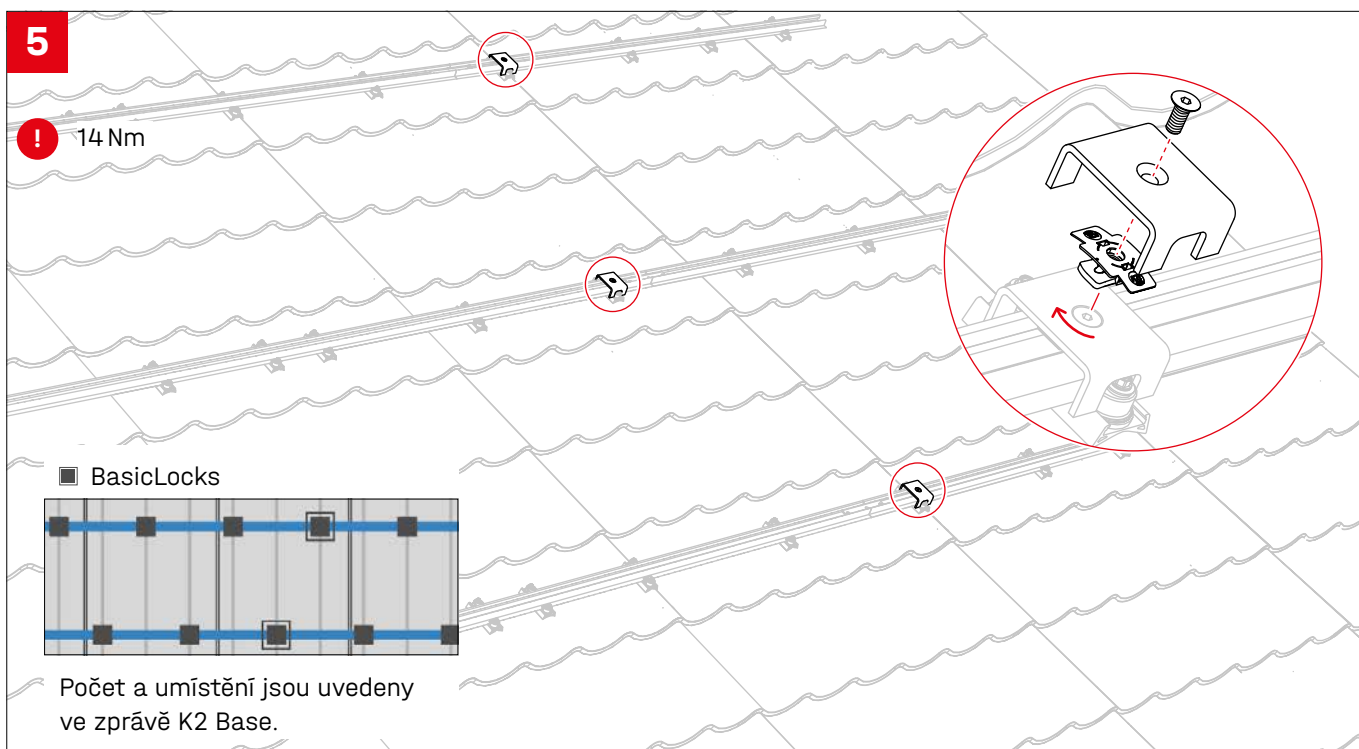 5
! 14 Nm
BasicLocks
Počet a umístění jsou uvedeny
ve zprávě K2 Base.